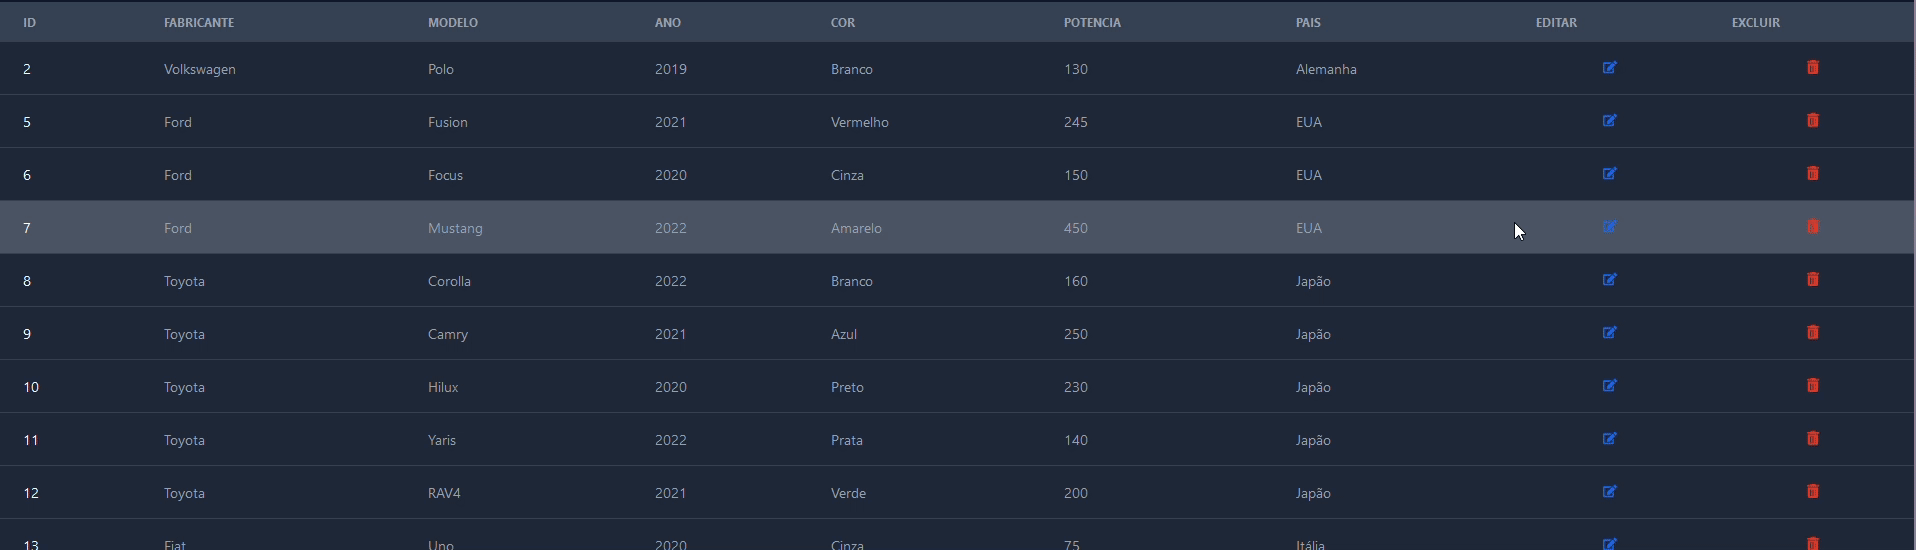 ID FABRICANTE MODELO ANO COR POTENCIA PAIS EDITAR EXCLUIR
2 Volkswagen Polo 2019 Branco 130 Alemanha
5 Ford Fusion 2021 Vermelho 245 EUA
6 Ford Focus 2020 Cinza 150 EUA
7 Ford Mustang 2022 Amarelo 450 EUA
8 Toyota Corolla 2022 Branco 160 Japão
9 Toyota Camry 2021 Azul 250 Japão
10 Toyota Hilux 2020 Preto 230 Japão
11 Toyota Yaris 2022 Prata 140 Japão
12 Toyota RAV4 2021 Verde 200 Japão
13 Fiat Uno 2020 Cinza 75 Itália